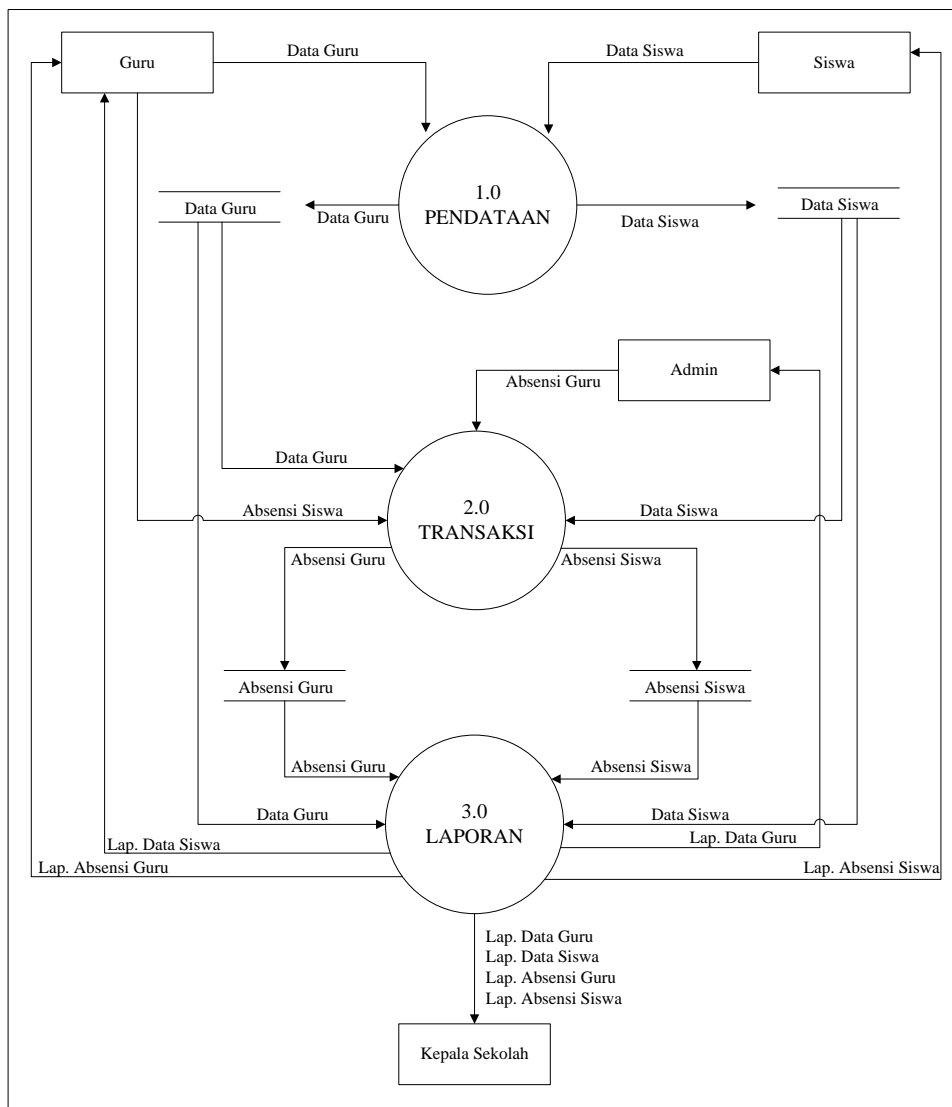 Data Guru
Data Siswa
Guru
Siswa
1.0
PENDATAAN
Data Guru
Data Guru
Data Siswa
Data Siswa
Admin
Absensi Guru
Data Guru
2.0
TRANSAKSI
Absensi Siswa
Data Siswa
Absensi Guru
Absensi Siswa
Absensi Guru
Absensi Siswa
Absensi Guru
Absensi Siswa
3.0
LAPORAN
Data Guru
Data Siswa
Lap. Data Siswa
Lap. Data Guru
Lap. Absensi Guru
Lap. Absensi Siswa
Lap. Data Guru
Lap. Data Siswa
Lap. Absensi Guru
Lap. Absensi Siswa
Kepala Sekolah